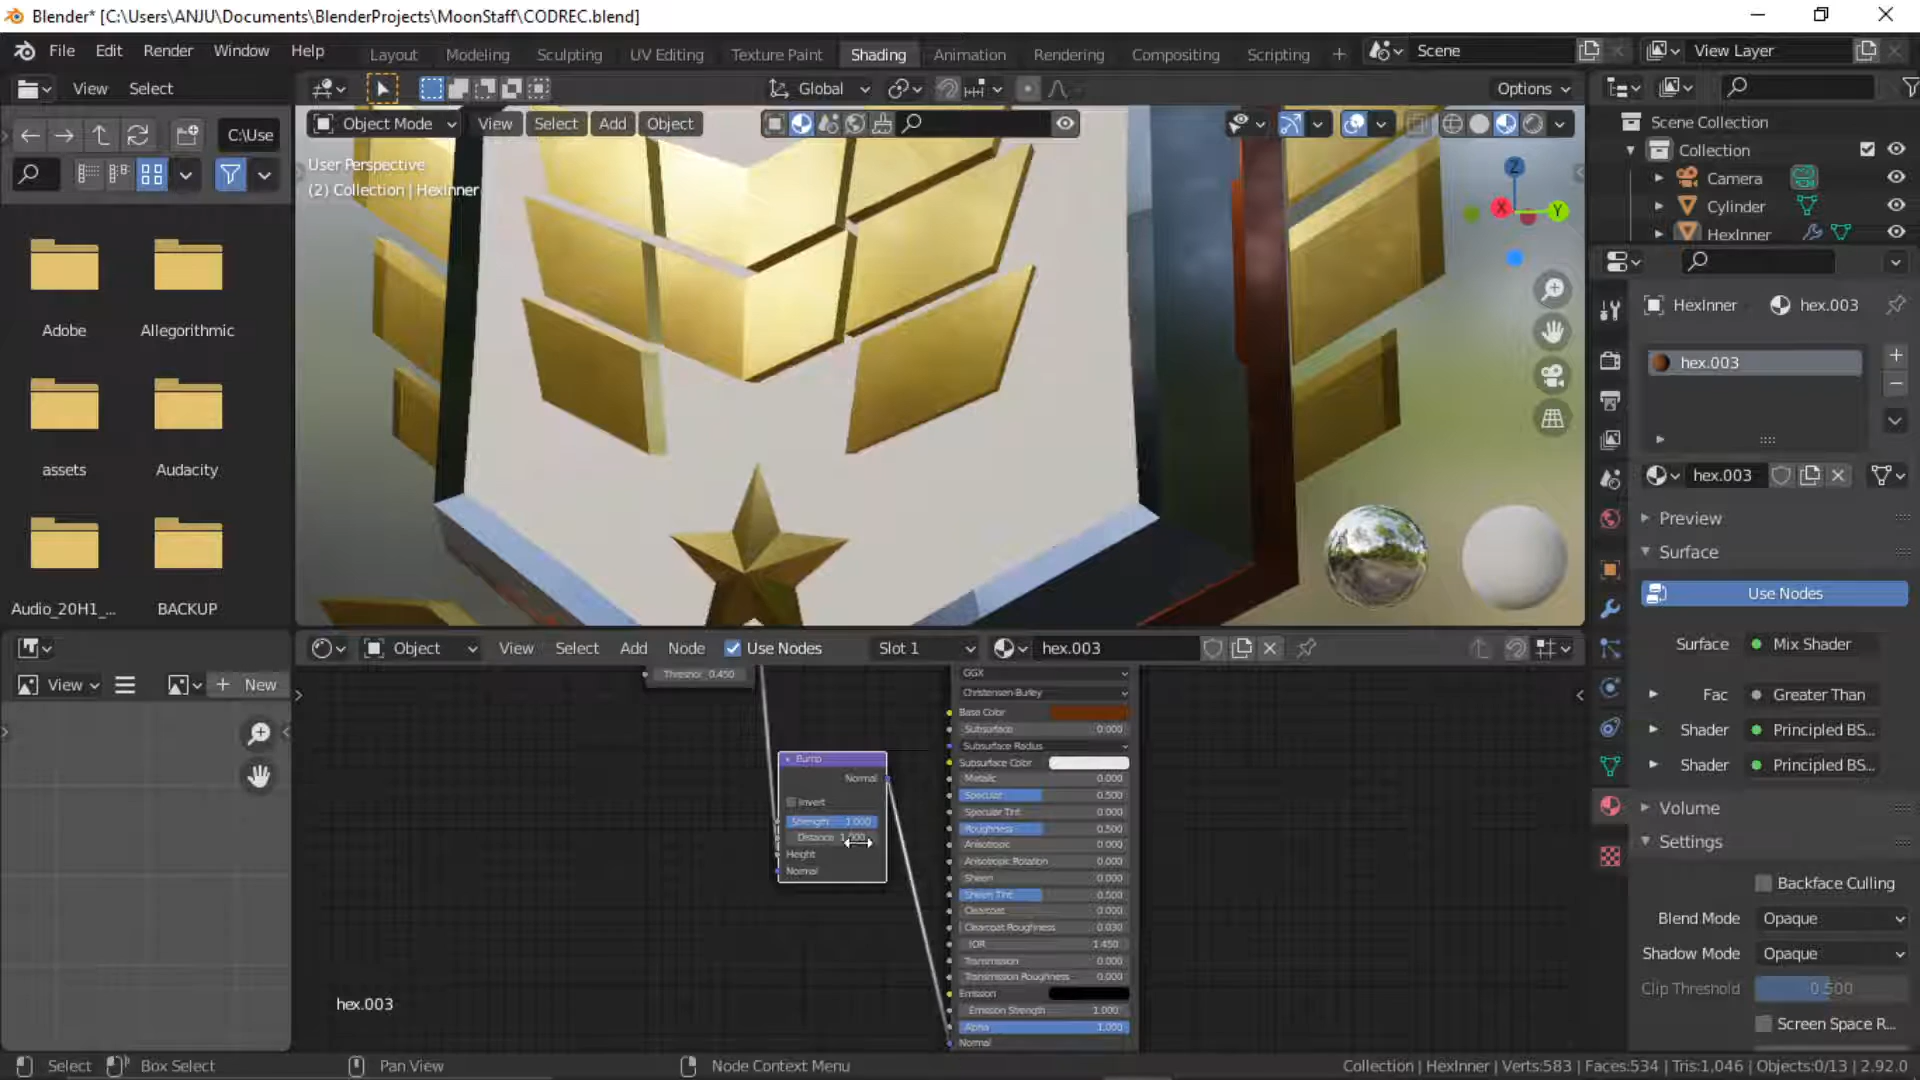 Blender* [C:\Users\ANJU\Documents\BlenderProjects\MoonStaff\CODREC.blend]
File Edit Render Window Help
Layout Modeling Sculpting UV Editing Texture Paint Shading Animation Rendering Compositing Scripting + Scene View Layer
View Select Global Options
C:\Use
Object Mode View Select Add Object
User Perspective
(2) Collection | HexInner
Adobe Allegorithmic
assets Audacity
Audio_20H1_... BACKUP
Z
X
Y
Scene Collection
Collection
Camera
Cylinder
HexInner
HexInner hex.003
hex.003
hex.003
Preview
Surface
Use Nodes
Surface Mix Shader
Fac Greater Than
Shader Principled BS...
Shader Principled BS...
Volume
Settings
Backface Culling
Blend Mode Opaque
Shadow Mode Opaque
Clip Threshold 0.500
Screen Space R...
View + New
Object View Select Add Node Use Nodes Slot 1 hex.003
0.450
Bump
Normal
Invert
Strength 1.000
Distance
Height
Normal
GGX
Christensen-Burley
Base Color
Subsurface 0.000
Subsurface Radius
Subsurface Color
Metallic 0.000
Specular 0.500
Specular Tint 0.000
Roughness 0.500
Anisotropic 0.000
Anisotropic Rotation 0.000
Sheen 0.000
Sheen Tint 0.500
Clearcoat 0.000
Clearcoat Roughness 0.030
IOR 1.450
Transmission 0.000
Transmission Roughness 0.000
Emission
Emission Strength 1.000
Alpha 1.000
Normal
hex.003
Select Box Select Pan View Node Context Menu Collection | HexInner | Verts:583 | Faces:534 | Tris:1,046 | Objects:0/13 | 2.92.0